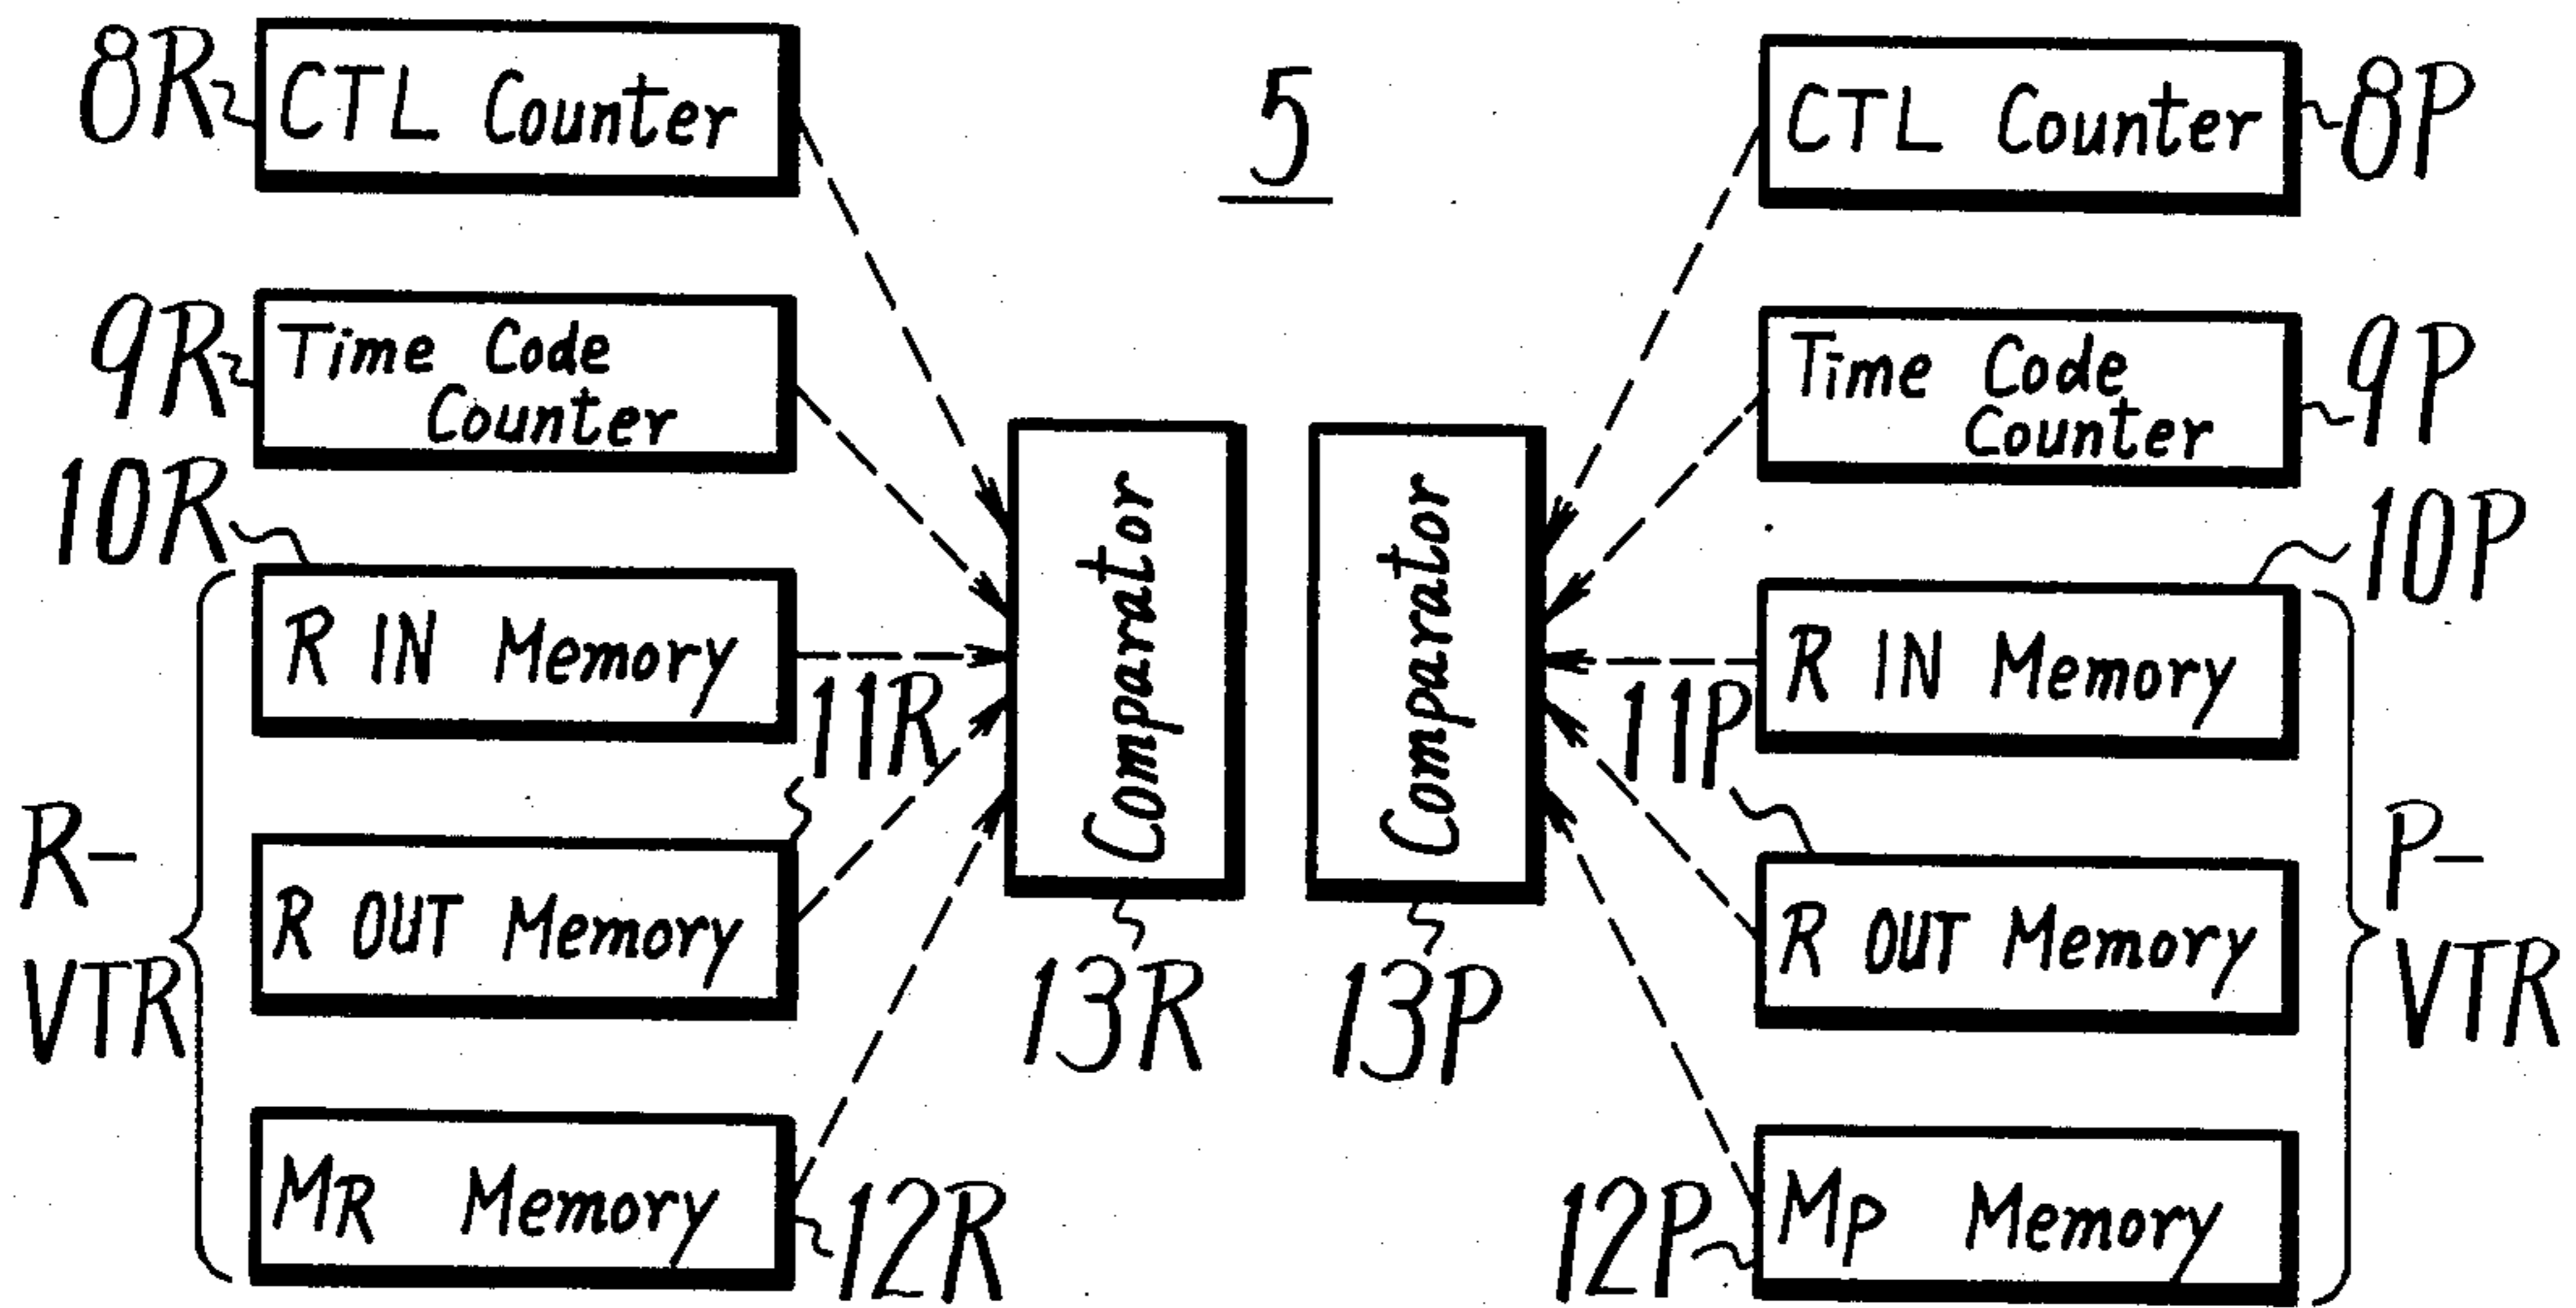 8R
CTL Counter
5
CTL Counter
8P
9R
Time Code
Counter
Time Code
Counter
9P
10R
10P
R IN Memory
11R
Comparator
Comparator
11P
R IN Memory
R-
VTR
R OUT Memory
R OUT Memory
P-
VTR
13R
13P
MR Memory
12R
12P
MP Memory